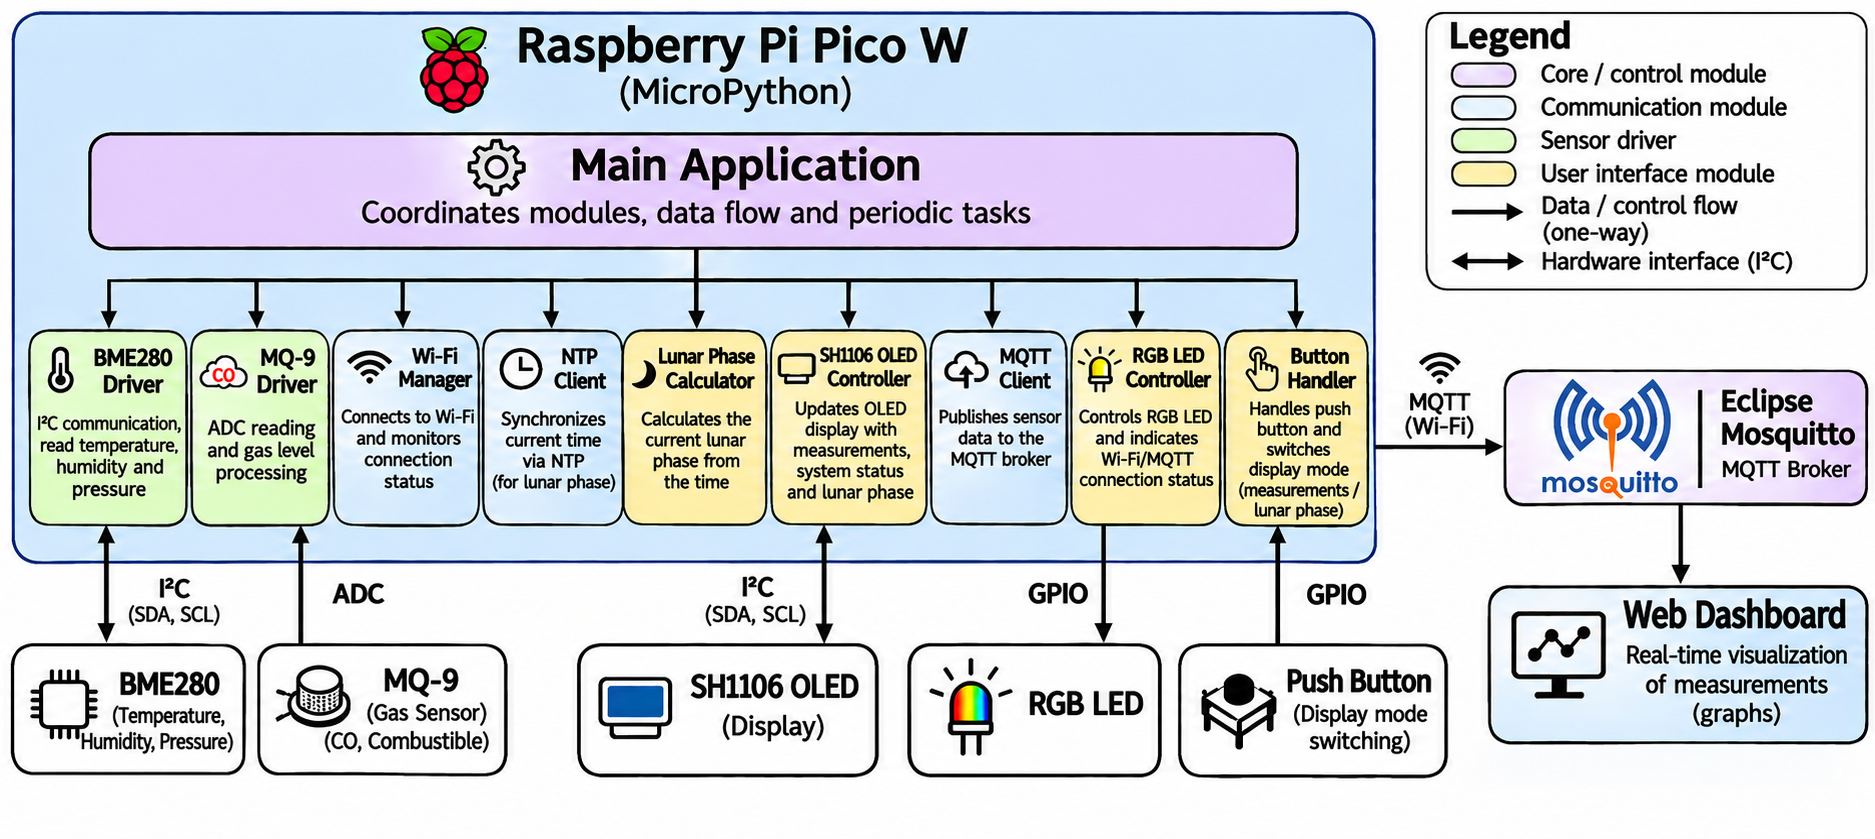 Raspberry Pi Pico W
(MicroPython)
Main Application
Coordinates modules, data flow and periodic tasks
BME280
Driver
I²C communication,
read temperature,
humidity and
pressure
CO
MQ-9
Driver
ADC reading
and gas level
processing
Wi-Fi
Manager
Connects to Wi-Fi
and monitors
connection
status
NTP
Client
Synchronizes
current time
via NTP
(for lunar phase)
Lunar Phase
Calculator
Calculates the
current lunar
phase from
the time
SH1106 OLED
Controller
Updates OLED
display with
measurements,
system status
and lunar phase
MQTT
Client
Publishes sensor
data to the
MQTT broker
RGB LED
Controller
Controls RGB LED
and indicates
Wi-Fi/MQTT
connection status
Button
Handler
Handles push
button and
switches
display mode
(measurements /
lunar phase)
I²C
(SDA, SCL)
ADC
I²C
(SDA, SCL)
GPIO
GPIO
BME280
(Temperature,
Humidity, Pressure)
MQ-9
(Gas Sensor)
(CO, Combustible)
SH1106 OLED
(Display)
RGB LED
Push Button
(Display mode
switching)
Legend
Core / control module
Communication module
Sensor driver
User interface module
Data / control flow
(one-way)
Hardware interface (I²C)
MQTT
(Wi-Fi)
mosquitto
Eclipse
Mosquitto
MQTT Broker
Web Dashboard
Real-time visualization
of measurements
(graphs)